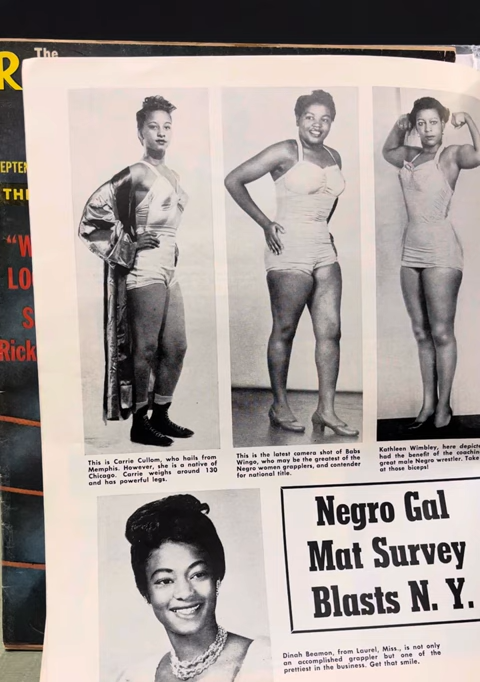 The
R
SEPTEM
THE
"W
LO
S
Rick
This is Carrie Cullom, who hails from
Memphis. However, she is a native of
Chicago. Carrie weighs around 130
and has powerful legs.
This is the latest camera shot of Babs
Wingo, who may be the greatest of the
Negro women grapplers, and contender
for national title.
Kathleen Wimbley, here depicte
had the benefit of the coachin
great male Negro wrestler. Take
at those biceps!
Negro Gal
Mat Survey
Blasts N. Y.
Dinah Beamon, from Laurel, Miss., is not only
an accomplished grappler but one of the
prettiest in the business. Get that smile.